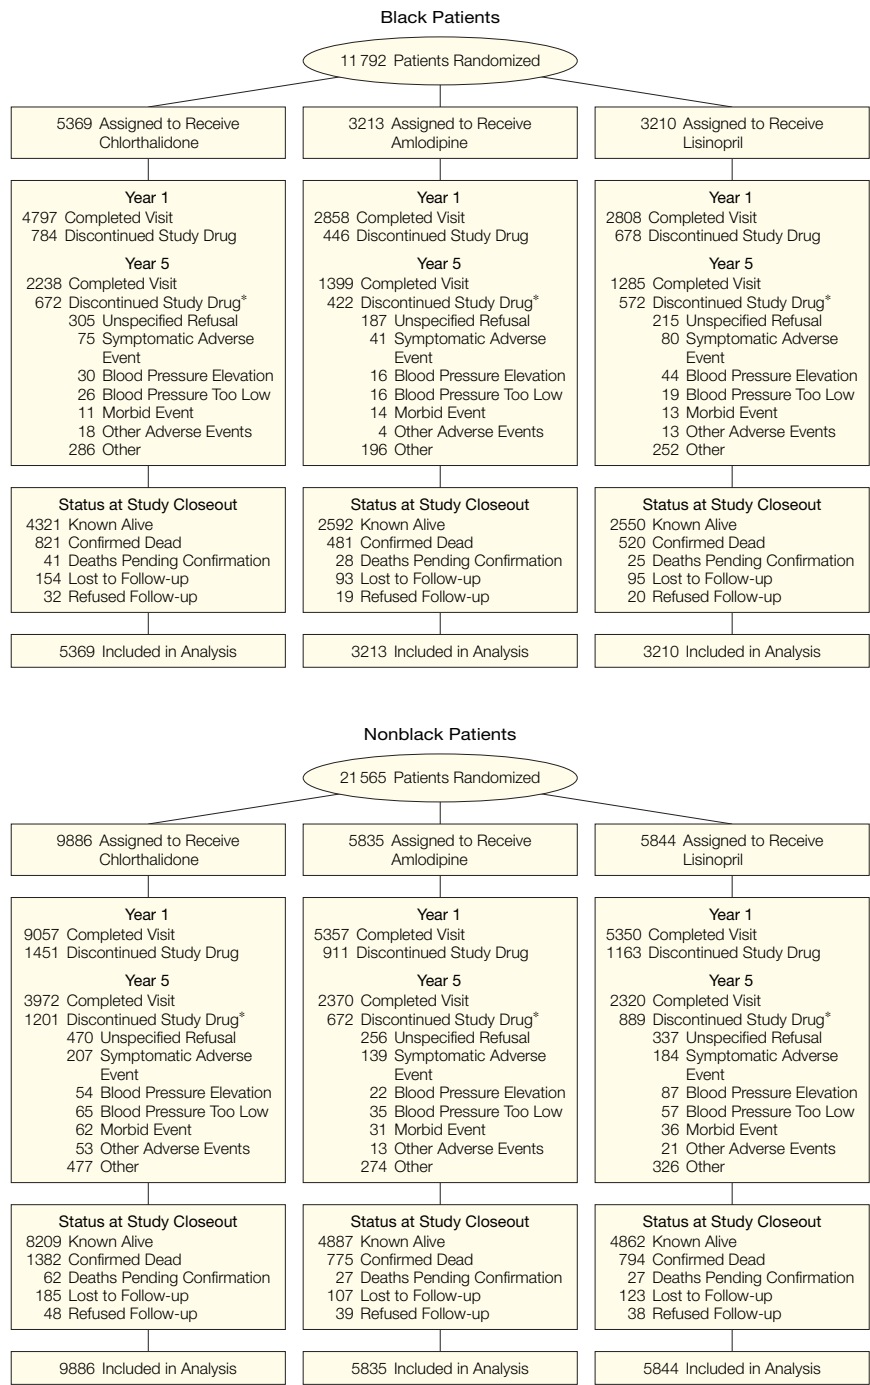 Black Patients
11 792 Patients Randomized
5369 Assigned to Receive
Chlorthalidone
3213 Assigned to Receive
Amlodipine
3210 Assigned to Receive
Lisinopril
Year 1
4797 Completed Visit
784 Discontinued Study Drug
Year 5
2238 Completed Visit
672 Discontinued Study Drug*
305 Unspecified Refusal
75 Symptomatic Adverse
Event
30 Blood Pressure Elevation
26 Blood Pressure Too Low
11 Morbid Event
18 Other Adverse Events
286 Other
Year 1
2858 Completed Visit
446 Discontinued Study Drug
Year 5
1399 Completed Visit
422 Discontinued Study Drug*
187 Unspecified Refusal
41 Symptomatic Adverse
Event
16 Blood Pressure Elevation
16 Blood Pressure Too Low
14 Morbid Event
4 Other Adverse Events
196 Other
Year 1
2808 Completed Visit
678 Discontinued Study Drug
Year 5
1285 Completed Visit
572 Discontinued Study Drug*
215 Unspecified Refusal
80 Symptomatic Adverse
Event
44 Blood Pressure Elevation
19 Blood Pressure Too Low
13 Morbid Event
13 Other Adverse Events
252 Other
Status at Study Closeout
4321 Known Alive
821 Confirmed Dead
41 Deaths Pending Confirmation
154 Lost to Follow-up
32 Refused Follow-up
Status at Study Closeout
2592 Known Alive
481 Confirmed Dead
28 Deaths Pending Confirmation
93 Lost to Follow-up
19 Refused Follow-up
Status at Study Closeout
2550 Known Alive
520 Confirmed Dead
25 Deaths Pending Confirmation
95 Lost to Follow-up
20 Refused Follow-up
5369 Included in Analysis
3213 Included in Analysis
3210 Included in Analysis
Nonblack Patients
21 565 Patients Randomized
9886 Assigned to Receive
Chlorthalidone
5835 Assigned to Receive
Amlodipine
5844 Assigned to Receive
Lisinopril
Year 1
9057 Completed Visit
1451 Discontinued Study Drug
Year 5
3972 Completed Visit
1201 Discontinued Study Drug*
470 Unspecified Refusal
207 Symptomatic Adverse
Event
54 Blood Pressure Elevation
65 Blood Pressure Too Low
62 Morbid Event
53 Other Adverse Events
477 Other
Year 1
5357 Completed Visit
911 Discontinued Study Drug
Year 5
2370 Completed Visit
672 Discontinued Study Drug*
256 Unspecified Refusal
139 Symptomatic Adverse
Event
22 Blood Pressure Elevation
35 Blood Pressure Too Low
31 Morbid Event
13 Other Adverse Events
274 Other
Year 1
5350 Completed Visit
1163 Discontinued Study Drug
Year 5
2320 Completed Visit
889 Discontinued Study Drug*
337 Unspecified Refusal
184 Symptomatic Adverse
Event
87 Blood Pressure Elevation
57 Blood Pressure Too Low
36 Morbid Event
21 Other Adverse Events
326 Other
Status at Study Closeout
8209 Known Alive
1382 Confirmed Dead
62 Deaths Pending Confirmation
185 Lost to Follow-up
48 Refused Follow-up
Status at Study Closeout
4887 Known Alive
775 Confirmed Dead
27 Deaths Pending Confirmation
107 Lost to Follow-up
39 Refused Follow-up
Status at Study Closeout
4862 Known Alive
794 Confirmed Dead
27 Deaths Pending Confirmation
123 Lost to Follow-up
38 Refused Follow-up
9886 Included in Analysis
5835 Included in Analysis
5844 Included in Analysis